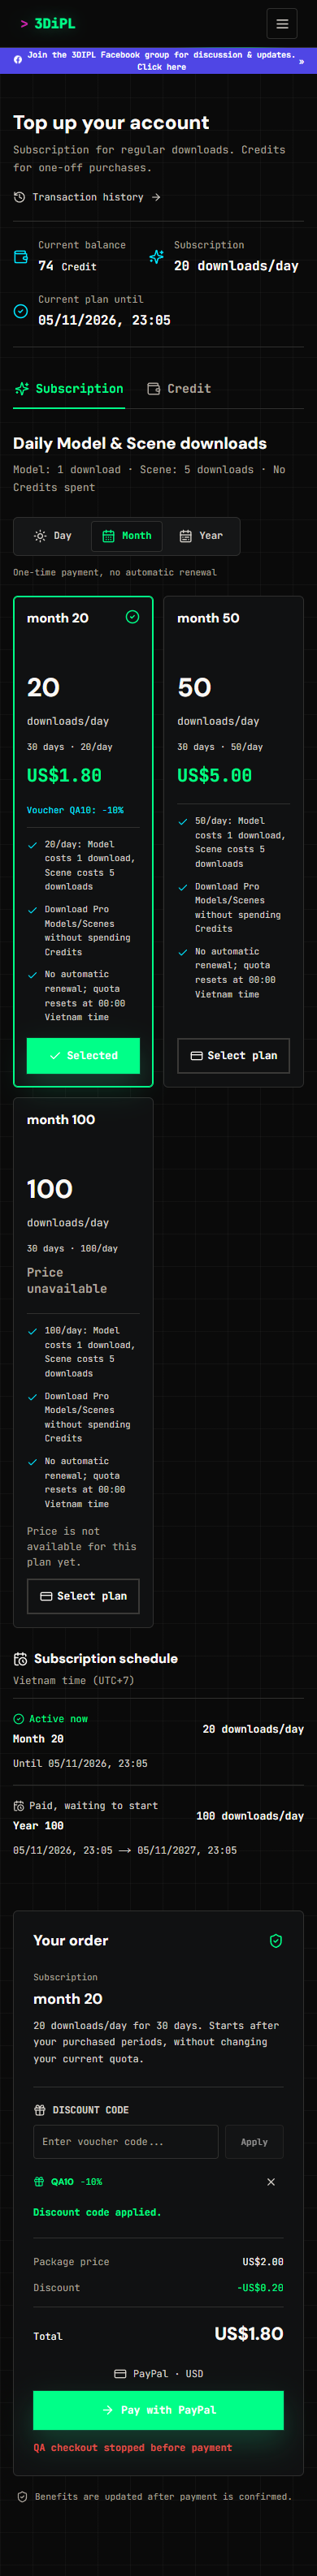 > 3DiPL
Join the 3DIPL Facebook group for discussion & updates.
Click here
»
Top up your account
Subscription for regular downloads. Credits
for one-off purchases.
Transaction history →
Current balance
74 Credit
Subscription
20 downloads/day
Current plan until
05/11/2026, 23:05
Subscription
Credit
Daily Model & Scene downloads
Model: 1 download · Scene: 5 downloads · No
Credits spent
Day
Month
Year
One-time payment, no automatic renewal
month 20
20
downloads/day
30 days · 20/day
US$1.80
Voucher QA10: -10%
20/day: Model
costs 1 download,
Scene costs 5
downloads
Download Pro
Models/Scenes
without spending
Credits
No automatic
renewal; quota
resets at 00:00
Vietnam time
Selected
month 50
50
downloads/day
30 days · 50/day
US$5.00
50/day: Model
costs 1 download,
Scene costs 5
downloads
Download Pro
Models/Scenes
without spending
Credits
No automatic
renewal; quota
resets at 00:00
Vietnam time
Select plan
month 100
100
downloads/day
30 days · 100/day
Price
unavailable
100/day: Model
costs 1 download,
Scene costs 5
downloads
Download Pro
Models/Scenes
without spending
Credits
No automatic
renewal; quota
resets at 00:00
Vietnam time
Price is not
available for this
plan yet.
Select plan
Subscription schedule
Vietnam time (UTC+7)
Active now
Month 20
20 downloads/day
Until 05/11/2026, 23:05
Paid, waiting to start
Year 100
100 downloads/day
05/11/2026, 23:05 → 05/11/2027, 23:05
Your order
Subscription
month 20
20 downloads/day for 30 days. Starts after
your purchased periods, without changing
your current quota.
DISCOUNT CODE
Enter voucher code...
Apply
QA10 -10%
Discount code applied.
Package price
US$2.00
Discount
-US$0.20
Total
US$1.80
PayPal · USD
→ Pay with PayPal
QA checkout stopped before payment
Benefits are updated after payment is confirmed.